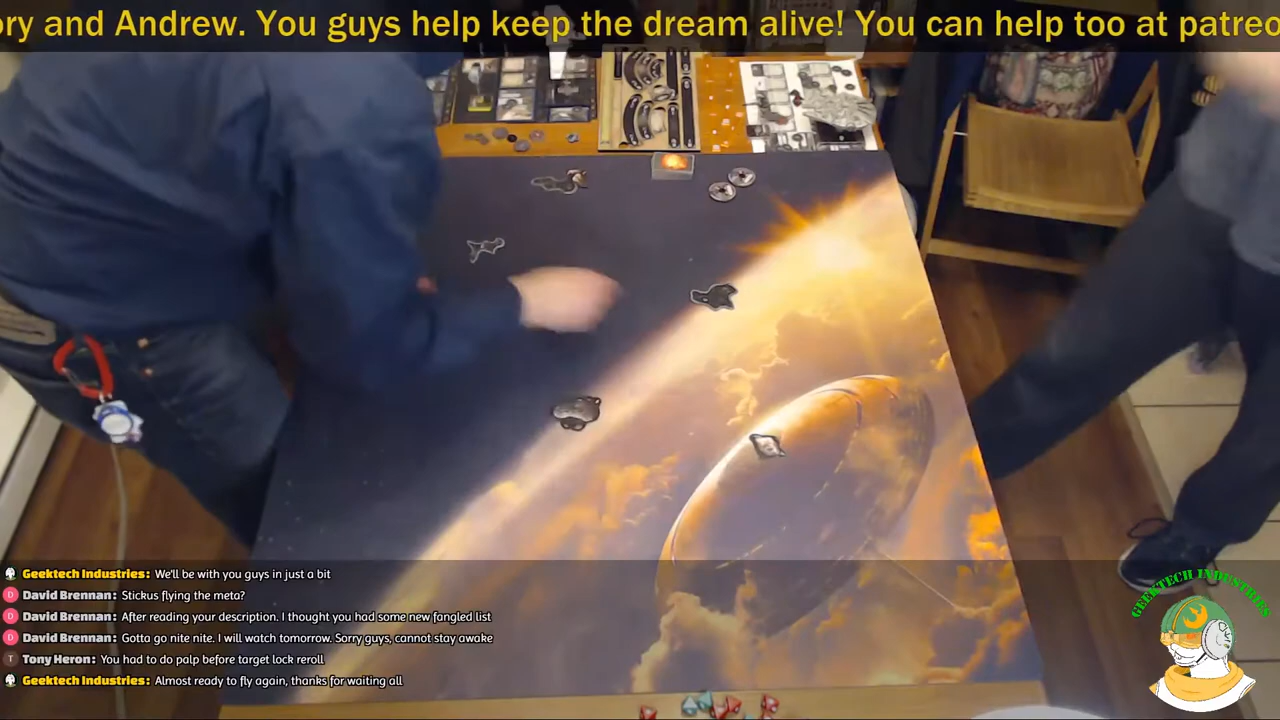 ry and Andrew. You guys help keep the dream alive! You can help too at patreo
Geektech Industries: We'll be with you guys in just a bit
David Brennan: Stickus flying the meta?
David Brennan: After reading your description. I thought you had some new fangled list
David Brennan: Gotta go nite nite. I will watch tomorrow. Sorry guys, cannot stay awake
Tony Heron: You had to do palp before target lock reroll
Geektech Industries: Almost ready to fly again, thanks for waiting all
GEEKTECH INDUSTRIES